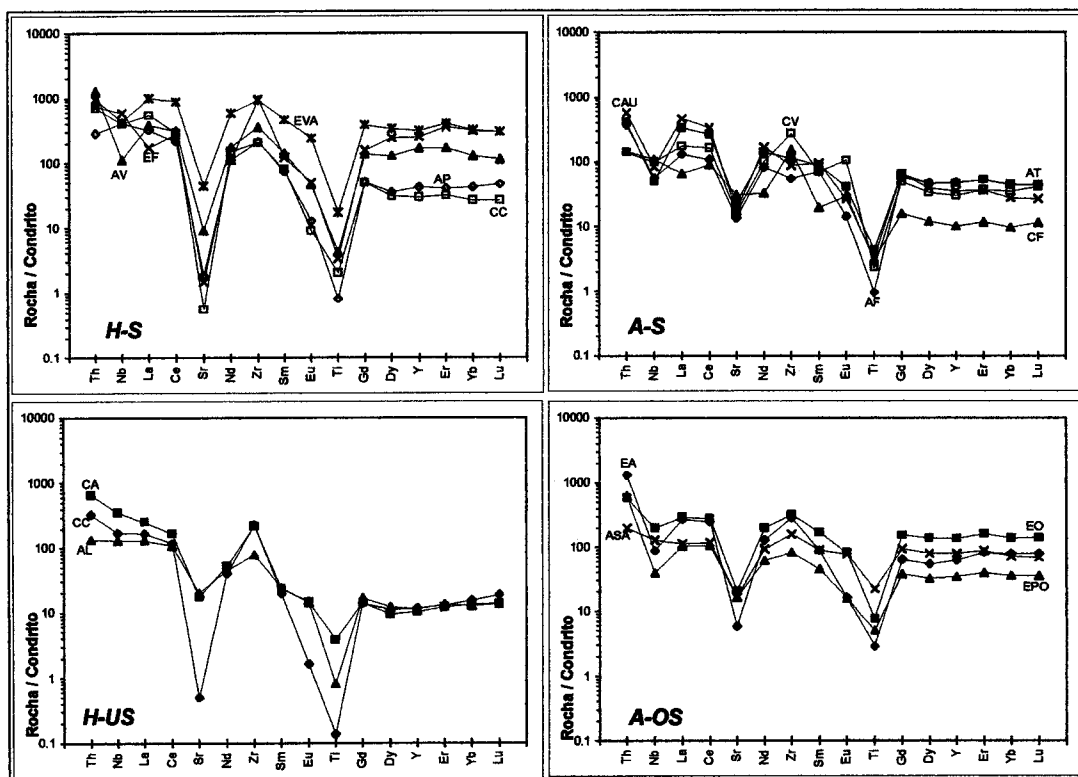 10000
1000
100
10
1
0.1
Rocha / Condrito
EVA
AV
EF
AP
CC
H-S
Th Nb La Ce Sr Nd Zr Sm Eu Ti Gd Dy Y Er Yb Lu
10000
1000
100
10
1
0.1
Rocha / Condrito
CAU
CV
AT
CF
AF
A-S
Th Nb La Ce Sr Nd Zr Sm Eu Ti Gd Dy Y Er Yb Lu
10000
1000
100
10
1
0.1
Rocha / Condrito
CA
CC
AL
H-US
Th Nb La Ce Sr Nd Zr Sm Eu Ti Gd Dy Y Er Yb Lu
10000
1000
100
10
1
0.1
Rocha / Condrito
EA
ASA
EO
EPO
A-OS
Th Nb La Ce Sr Nd Zr Sm Eu Ti Gd Dy Y Er Yb Lu